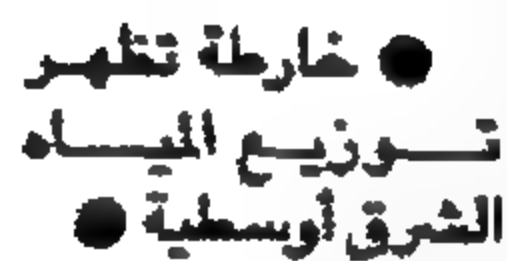 ● خارطة تظهر
توزيع المياه
الشرق أوسطية ●